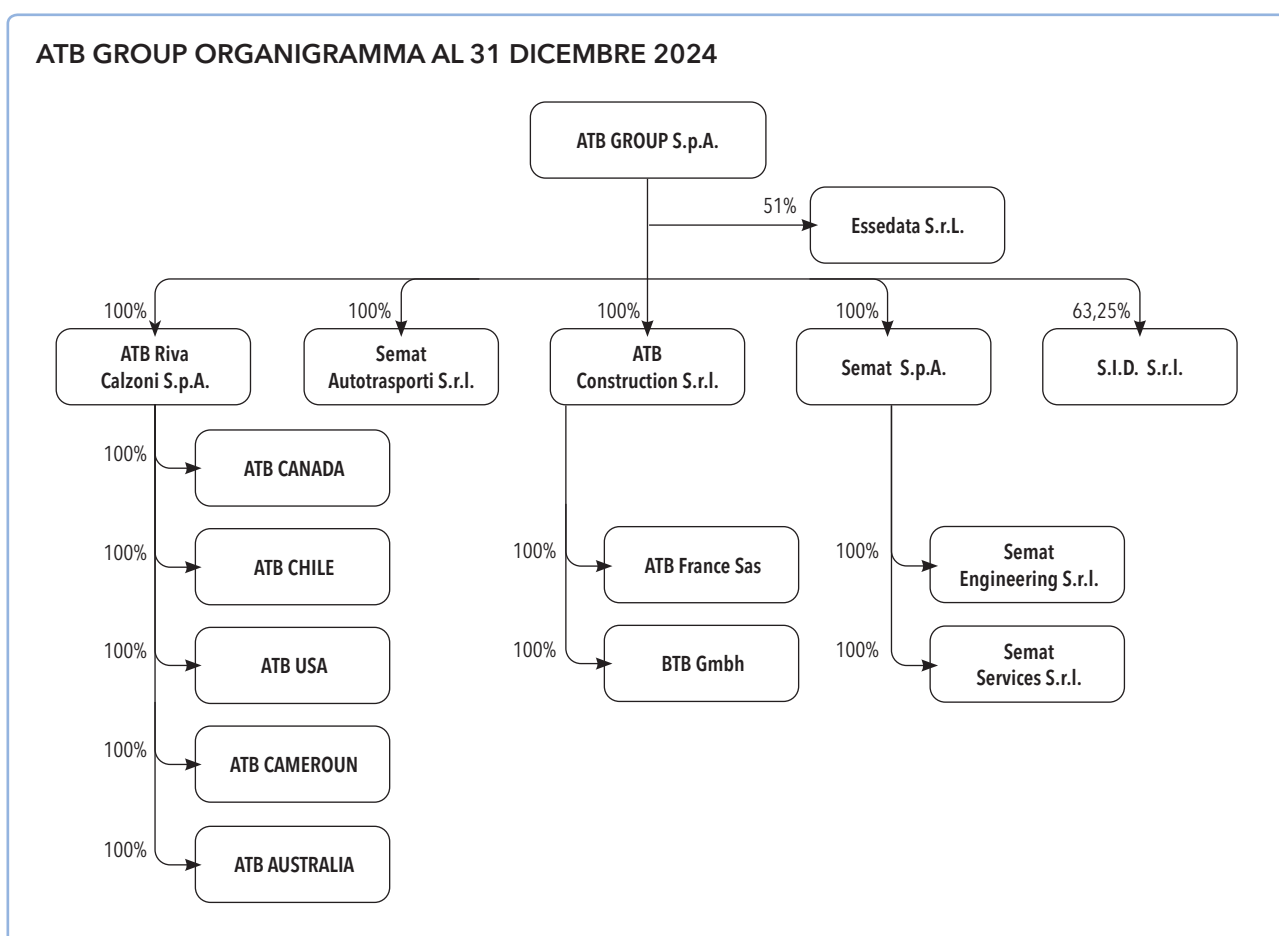 ATB GROUP ORGANIGRAMMA AL 31 DICEMBRE 2024
ATB GROUP S.p.A.
51%
Essedata S.r.L.
100%
100%
100%
100%
63,25%
ATB Riva
Calzoni S.p.A.
Semat
Autotrasporti S.r.l.
ATB
Construction S.r.l.
Semat S.p.A.
S.I.D. S.r.l.
100%
ATB CANADA
100%
ATB CHILE
100%
ATB France Sas
100%
Semat
Engineering S.r.l.
100%
ATB USA
100%
BTB Gmbh
100%
Semat
Services S.r.l.
100%
ATB CAMEROUN
100%
ATB AUSTRALIA